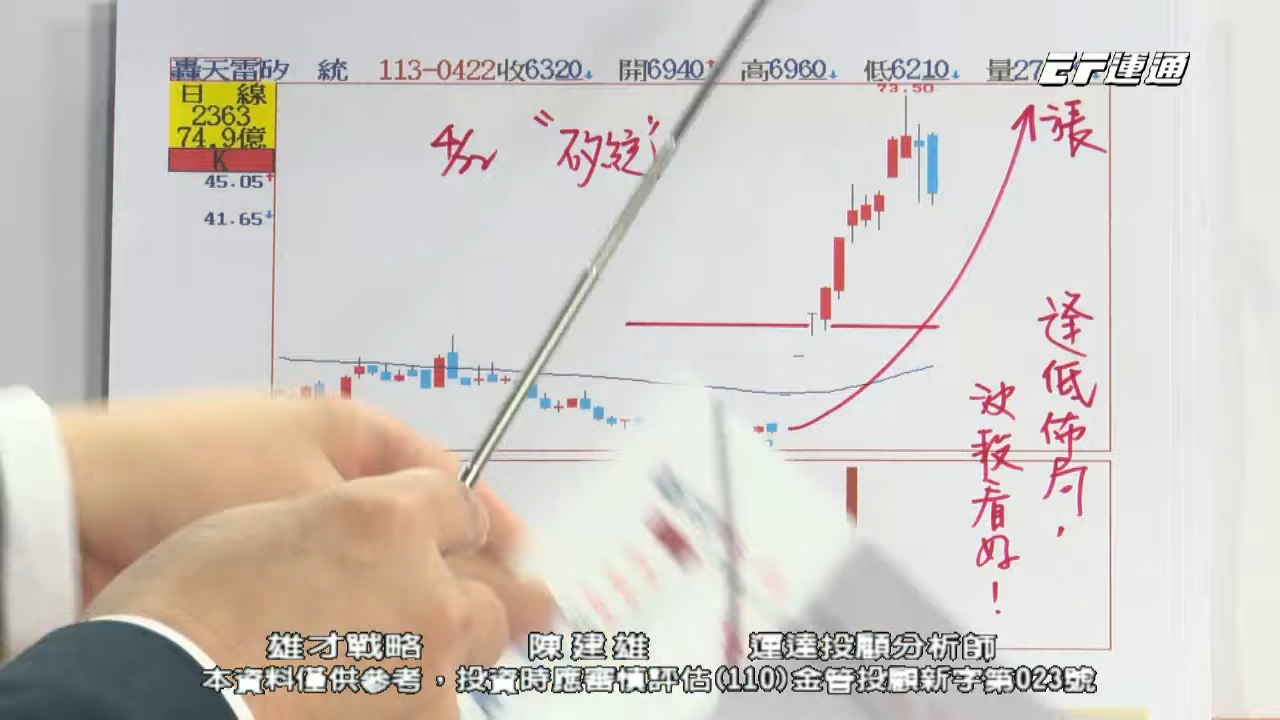 轟天雷矽 統 113-0422收6320 開6940 高6960 低6210 量27
EF運通
日 線
2363
74.9億
K
45.05
41.65
73.50
4/22 "矽統"
漲
逢低佈局,
波段看好!
雄才戰略 陳建雄 運達投顧分析師
本資料僅供參考,投資時應審慎評估(110)金管投顧新字第023號